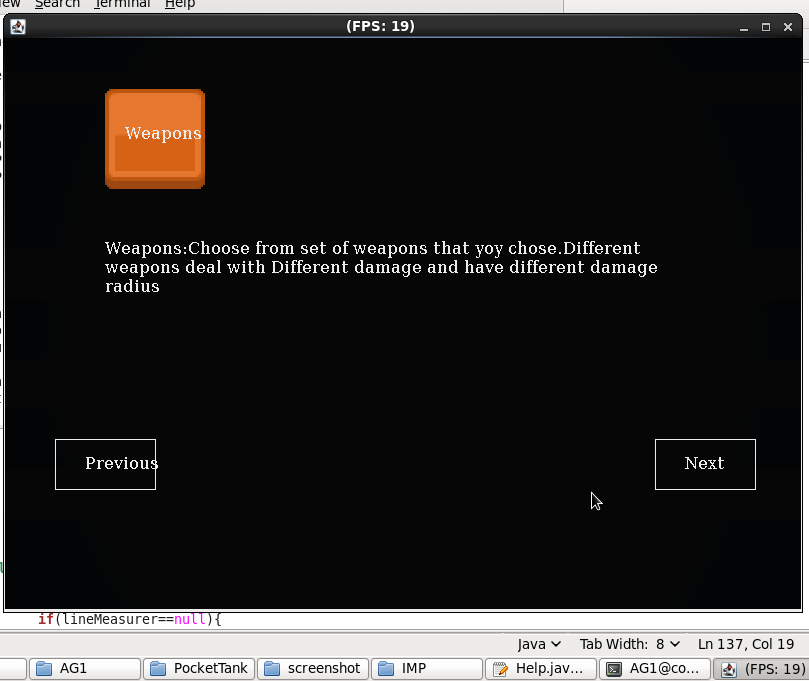 Search Terminal Help
(FPS: 19)
Weapons
Weapons:Choose from set of weapons that yoy chose.Different
weapons deal with Different damage and have different damage
radius
Previous
Next
if(lineMeasurer==null){
Java Tab Width: 8 Ln 137, Col 19
AG1 PocketTank screenshot IMP Help.jav... AG1@co... (FPS: 19)